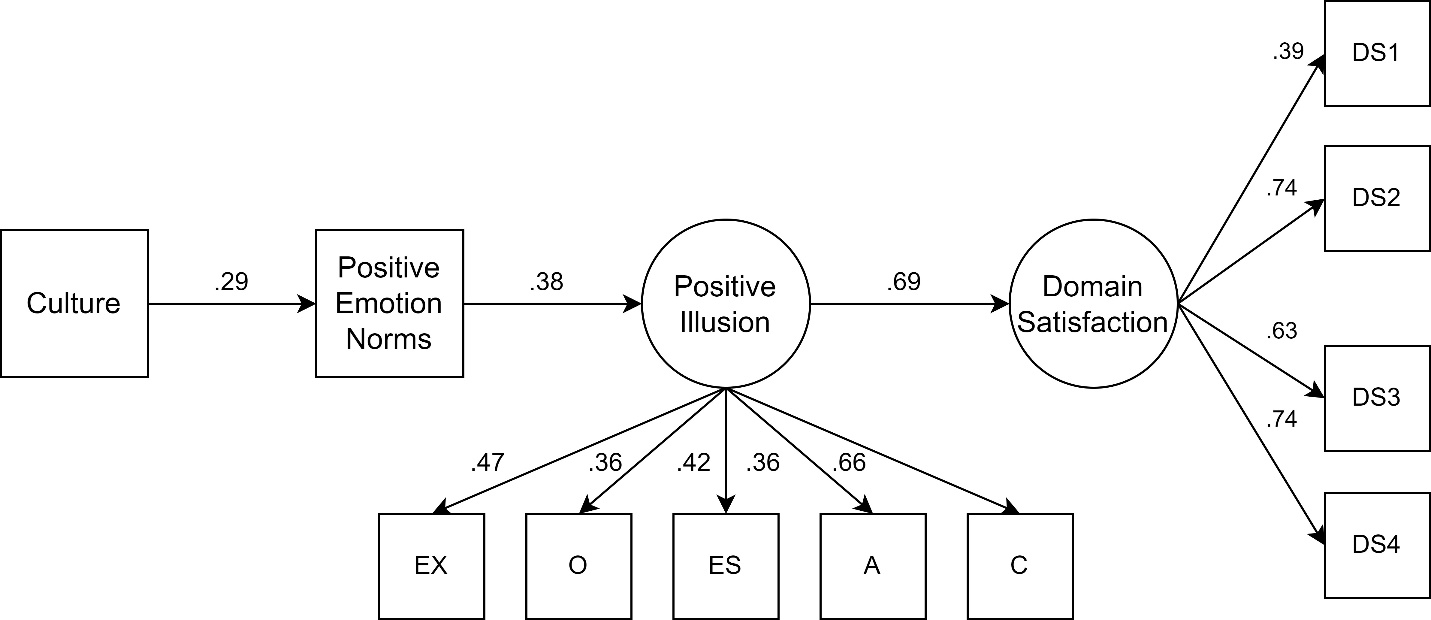 .39
DS1
.74
DS2
Culture
.29
Positive
Emotion
Norms
.38
Positive
Illusion
.69
Domain
Satisfaction
.63
DS3
.74
DS4
.47
.36
.42
.36
.66
EX
O
ES
A
C